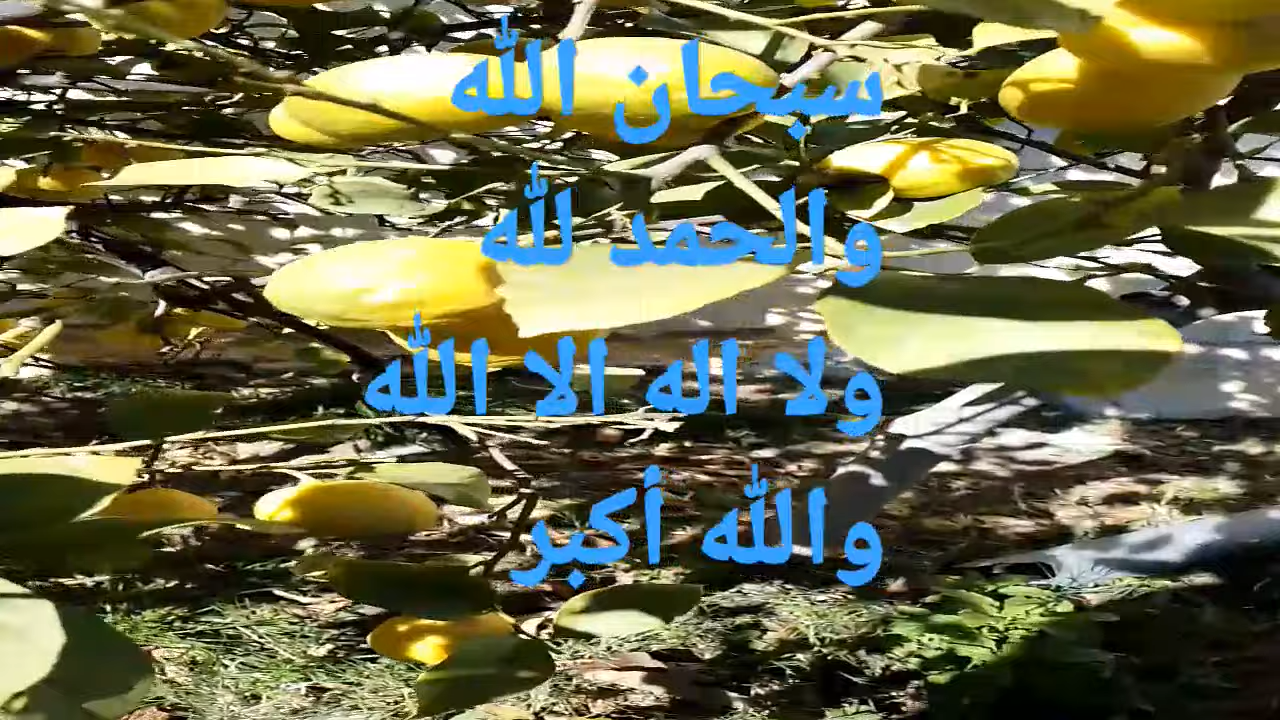 سبحان الله
والحمد لله
ولا اله الا الله
والله أكبر